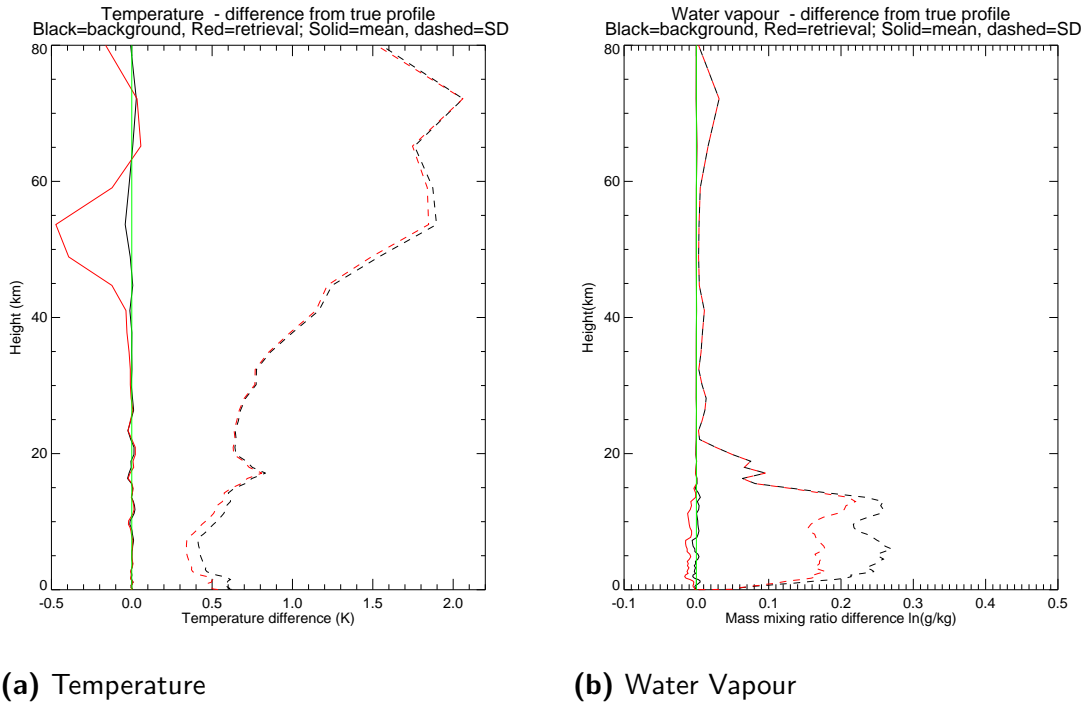 Temperature - difference from true profile
Black=background, Red=retrieval; Solid=mean, dashed=SD
80
60
40
20
0
Height (km)
-0.5 0.0 0.5 1.0 1.5 2.0
Temperature difference (K)
(a) Temperature
Water vapour - difference from true profile
Black=background, Red=retrieval; Solid=mean, dashed=SD
80
60
40
20
0
Height(km)
-0.1 0.0 0.1 0.2 0.3 0.4 0.5
Mass mixing ratio difference ln(g/kg)
(b) Water Vapour